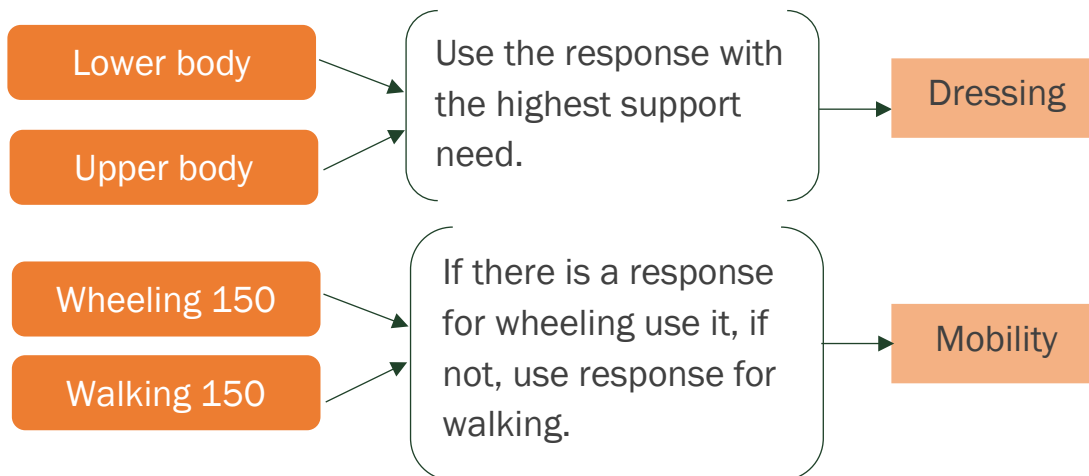 Lower body
Upper body
Use the response with
the highest support
need.
Dressing
Wheeling 150
Walking 150
If there is a response
for wheeling use it, if
not, use response for
walking.
Mobility